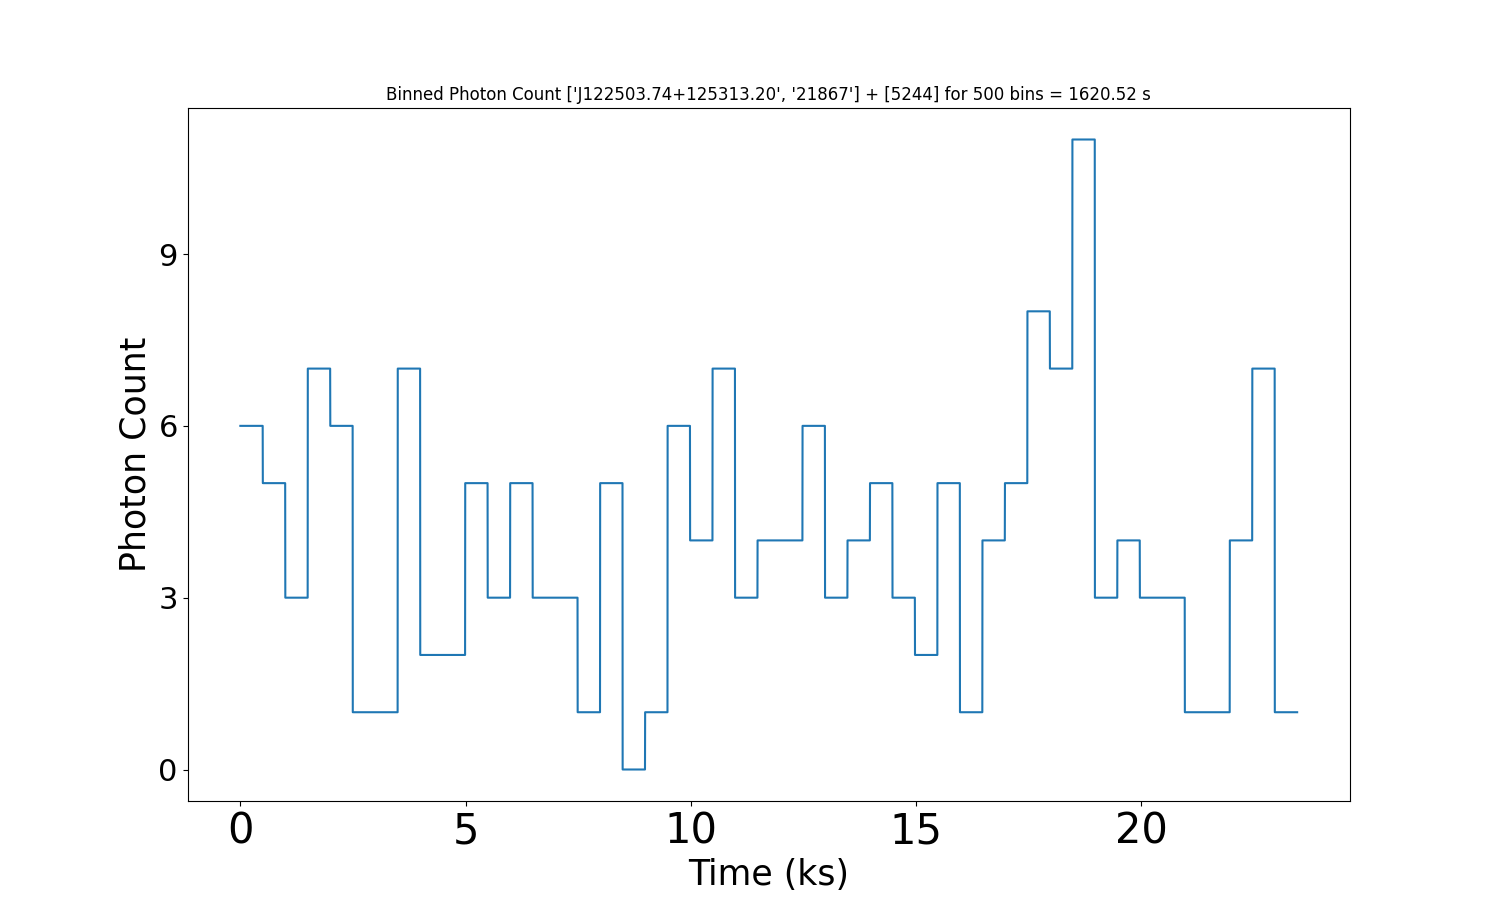 Binned Photon Count ['J122503.74+125313.20', '21867'] + [5244] for 500 bins = 1620.52 s
Photon Count
9
6
3
0
0 5 10 15 20
Time (ks)